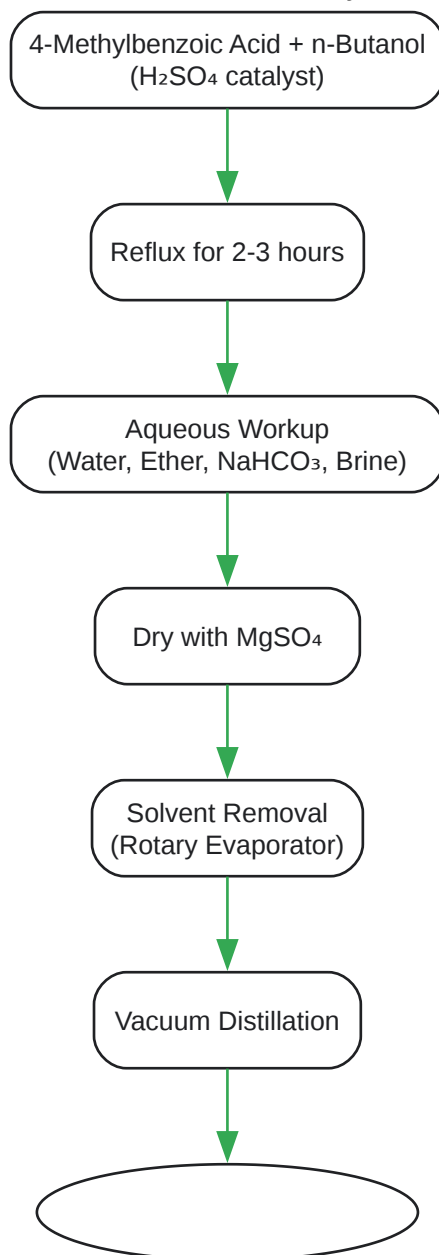 4-Methylbenzoic Acid + n-Butanol
(H₂SO₄ catalyst)
Reflux for 2-3 hours
Aqueous Workup
(Water, Ether, NaHCO₃, Brine)
Dry with MgSO₄
Solvent Removal
(Rotary Evaporator)
Vacuum Distillation